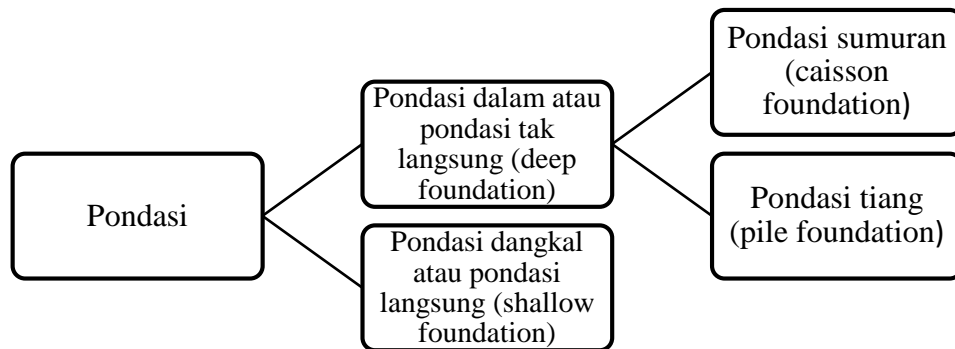 Pondasi
Pondasi dalam atau
pondasi tak
langsung (deep
foundation)
Pondasi dangkal
atau pondasi
langsung (shallow
foundation)
Pondasi sumuran
(caisson
foundation)
Pondasi tiang
(pile foundation)